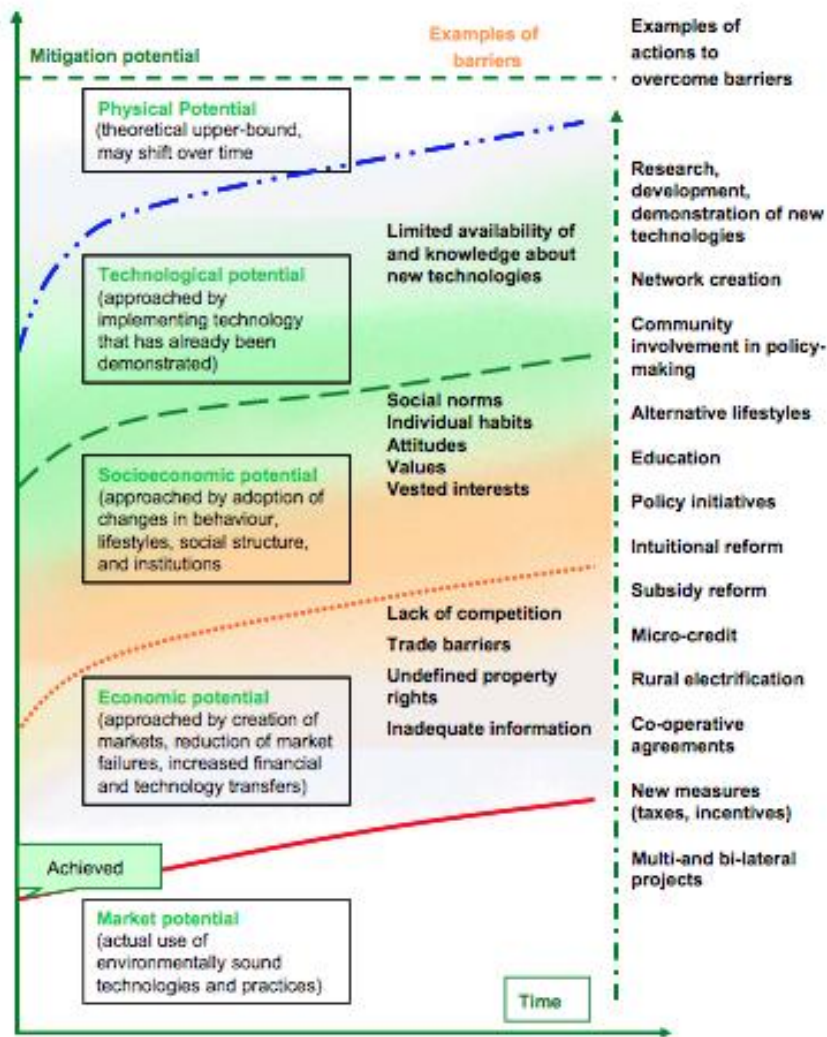 Mitigation potential
Examples of
barriers
Examples of
actions to
overcome barriers
Physical Potential
(theoretical upper-bound,
may shift over time
Technological potential
(approached by
implementing technology
that has already been
demonstrated)
Socioeconomic potential
(approached by adoption of
changes in behaviour,
lifestyles, social structure,
and institutions
Economic potential
(approached by creation of
markets, reduction of market
failures, increased financial
and technology transfers)
Achieved
Market potential
(actual use of
environmentally sound
technologies and practices)
Limited availability of
and knowledge about
new technologies
Social norms
Individual habits
Attitudes
Values
Vested interests
Lack of competition
Trade barriers
Undefined property
rights
Inadequate information
Time
Research,
development,
demonstration of new
technologies
Network creation
Community
involvement in policy-
making
Alternative lifestyles
Education
Policy initiatives
Intuitional reform
Subsidy reform
Micro-credit
Rural electrification
Co-operative
agreements
New measures
(taxes, incentives)
Multi-and bi-lateral
projects